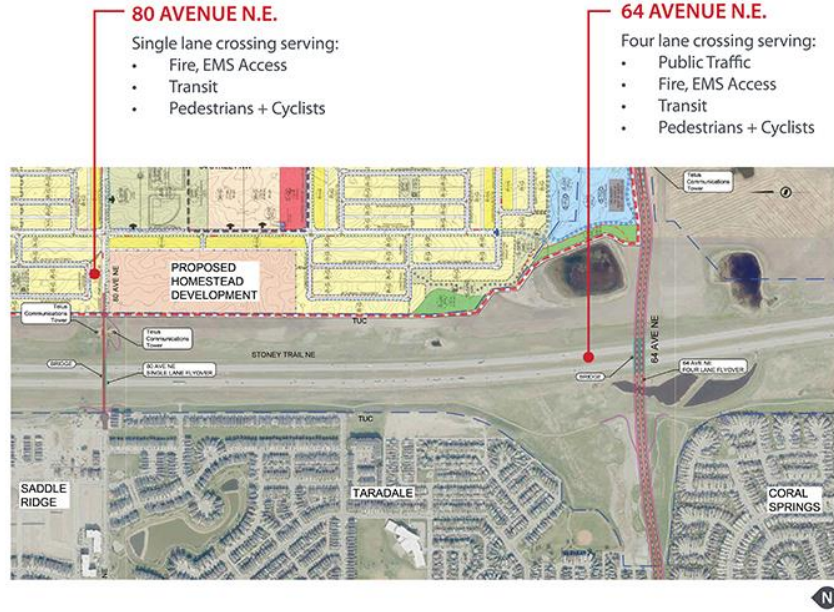 80 AVENUE N.E.
Single lane crossing serving:
• Fire, EMS Access
• Transit
• Pedestrians + Cyclists
64 AVENUE N.E.
Four lane crossing serving:
• Public Traffic
• Fire, EMS Access
• Transit
• Pedestrians + Cyclists
Telus
Communications
Tower
PROPOSED
HOMESTEAD
DEVELOPMENT
80 AVE NE
Telus
Communications
Tower
Telus
Communications
Tower
TUC
STONEY TRAIL NE
64 AVE NE
BRIDGE
80 AVE NE
SINGLE LANE FLYOVER
BRIDGE
64 AVE NE
FOUR LANE FLYOVER
TUC
SADDLE
RIDGE
TARADALE
CORAL
SPRINGS
NE
N